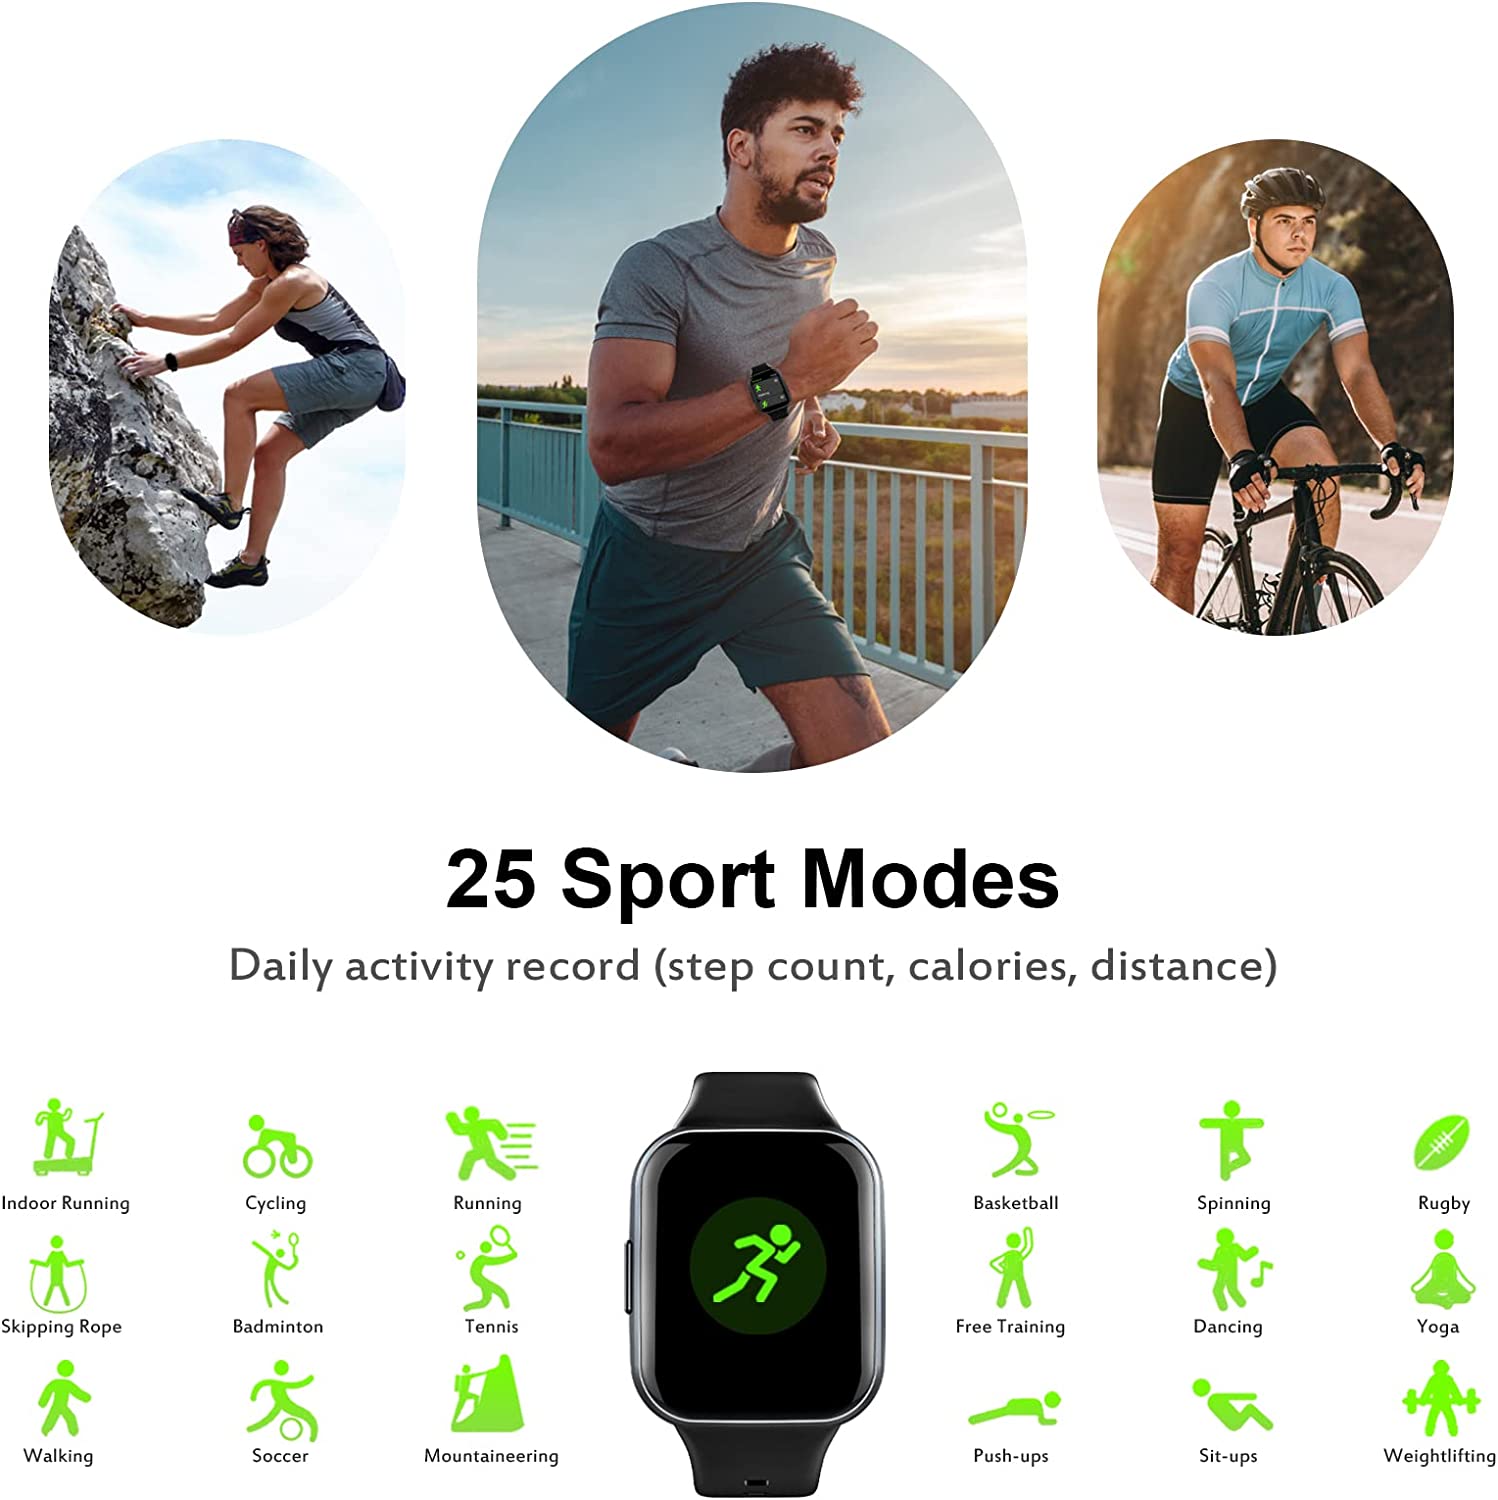 25 Sport Modes
Daily activity record (step count, calories, distance)
Indoor Running
Cycling
Running
Basketball
Spinning
Rugby
Skipping Rope
Badminton
Tennis
Free Training
Dancing
Yoga
Walking
Soccer
Mountaineering
Push-ups
Sit-ups
Weightlifting